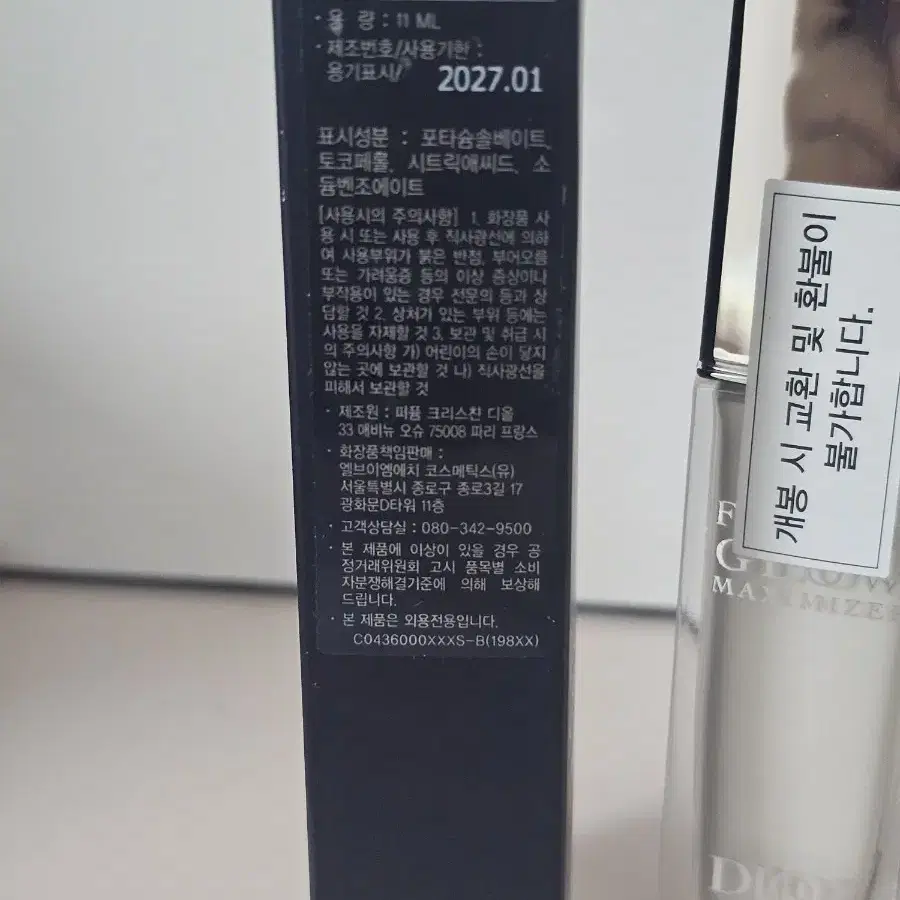 · 용 량 : 11 ML
· 제조번호/사용기한 :
용기표시/
2027.01
표시성분 : 포타슘솔베이트,
토코페롤, 시트릭애씨드, 소
듐벤조에이트
[사용시의 주의사항] 1. 화장품 사
용 시 또는 사용 후 직사광선에 의하
여 사용부위가 붉은 반점, 부어오름
또는 가려움증 등의 이상 증상이나
부작용이 있는 경우 전문의 등과 상
담할 것 2. 상처가 있는 부위 등에는
사용을 자제할 것 3. 보관 및 취급 시
의 주의사항 가) 어린이의 손이 닿지
않는 곳에 보관할 것 나) 직사광선을
피해서 보관할 것
· 제조원 : 퍼퓸 크리스챤 디올
33 애비뉴 오슈 75008 파리 프랑스
· 화장품책임판매 :
엘브이엠에치 코스메틱스(유)
서울특별시 종로구 종로3길 17
광화문D타워 11층
· 고객상담실 : 080-342-9500
· 본 제품에 이상이 있을 경우 공
정거래위원회 고시 품목별 소비
자분쟁해결기준에 의해 보상해
드립니다.
· 본 제품은 외용전용입니다.
C0436000XXXS-B(198XX)
개봉 시 교환 및 환불이
불가합니다.
GLOW
MAXIMIZER
Dior